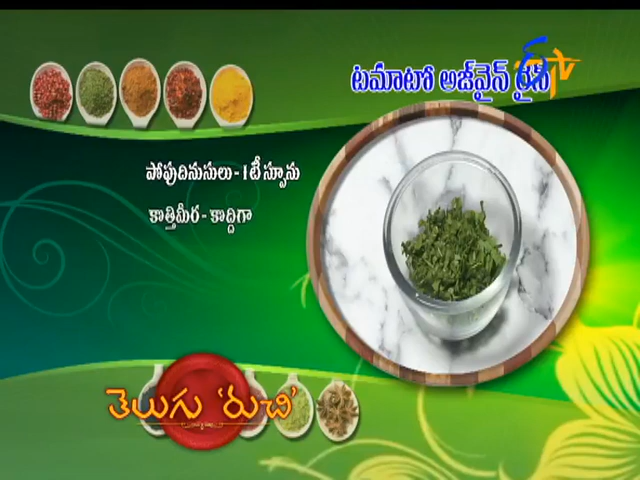 టమాటో అజ్‌వైన్ రైస్
పోపుదినుసులు - 1 టీ స్పూను
కొత్తిమీర - కొద్దిగా
తెలుగు 'రుచి'